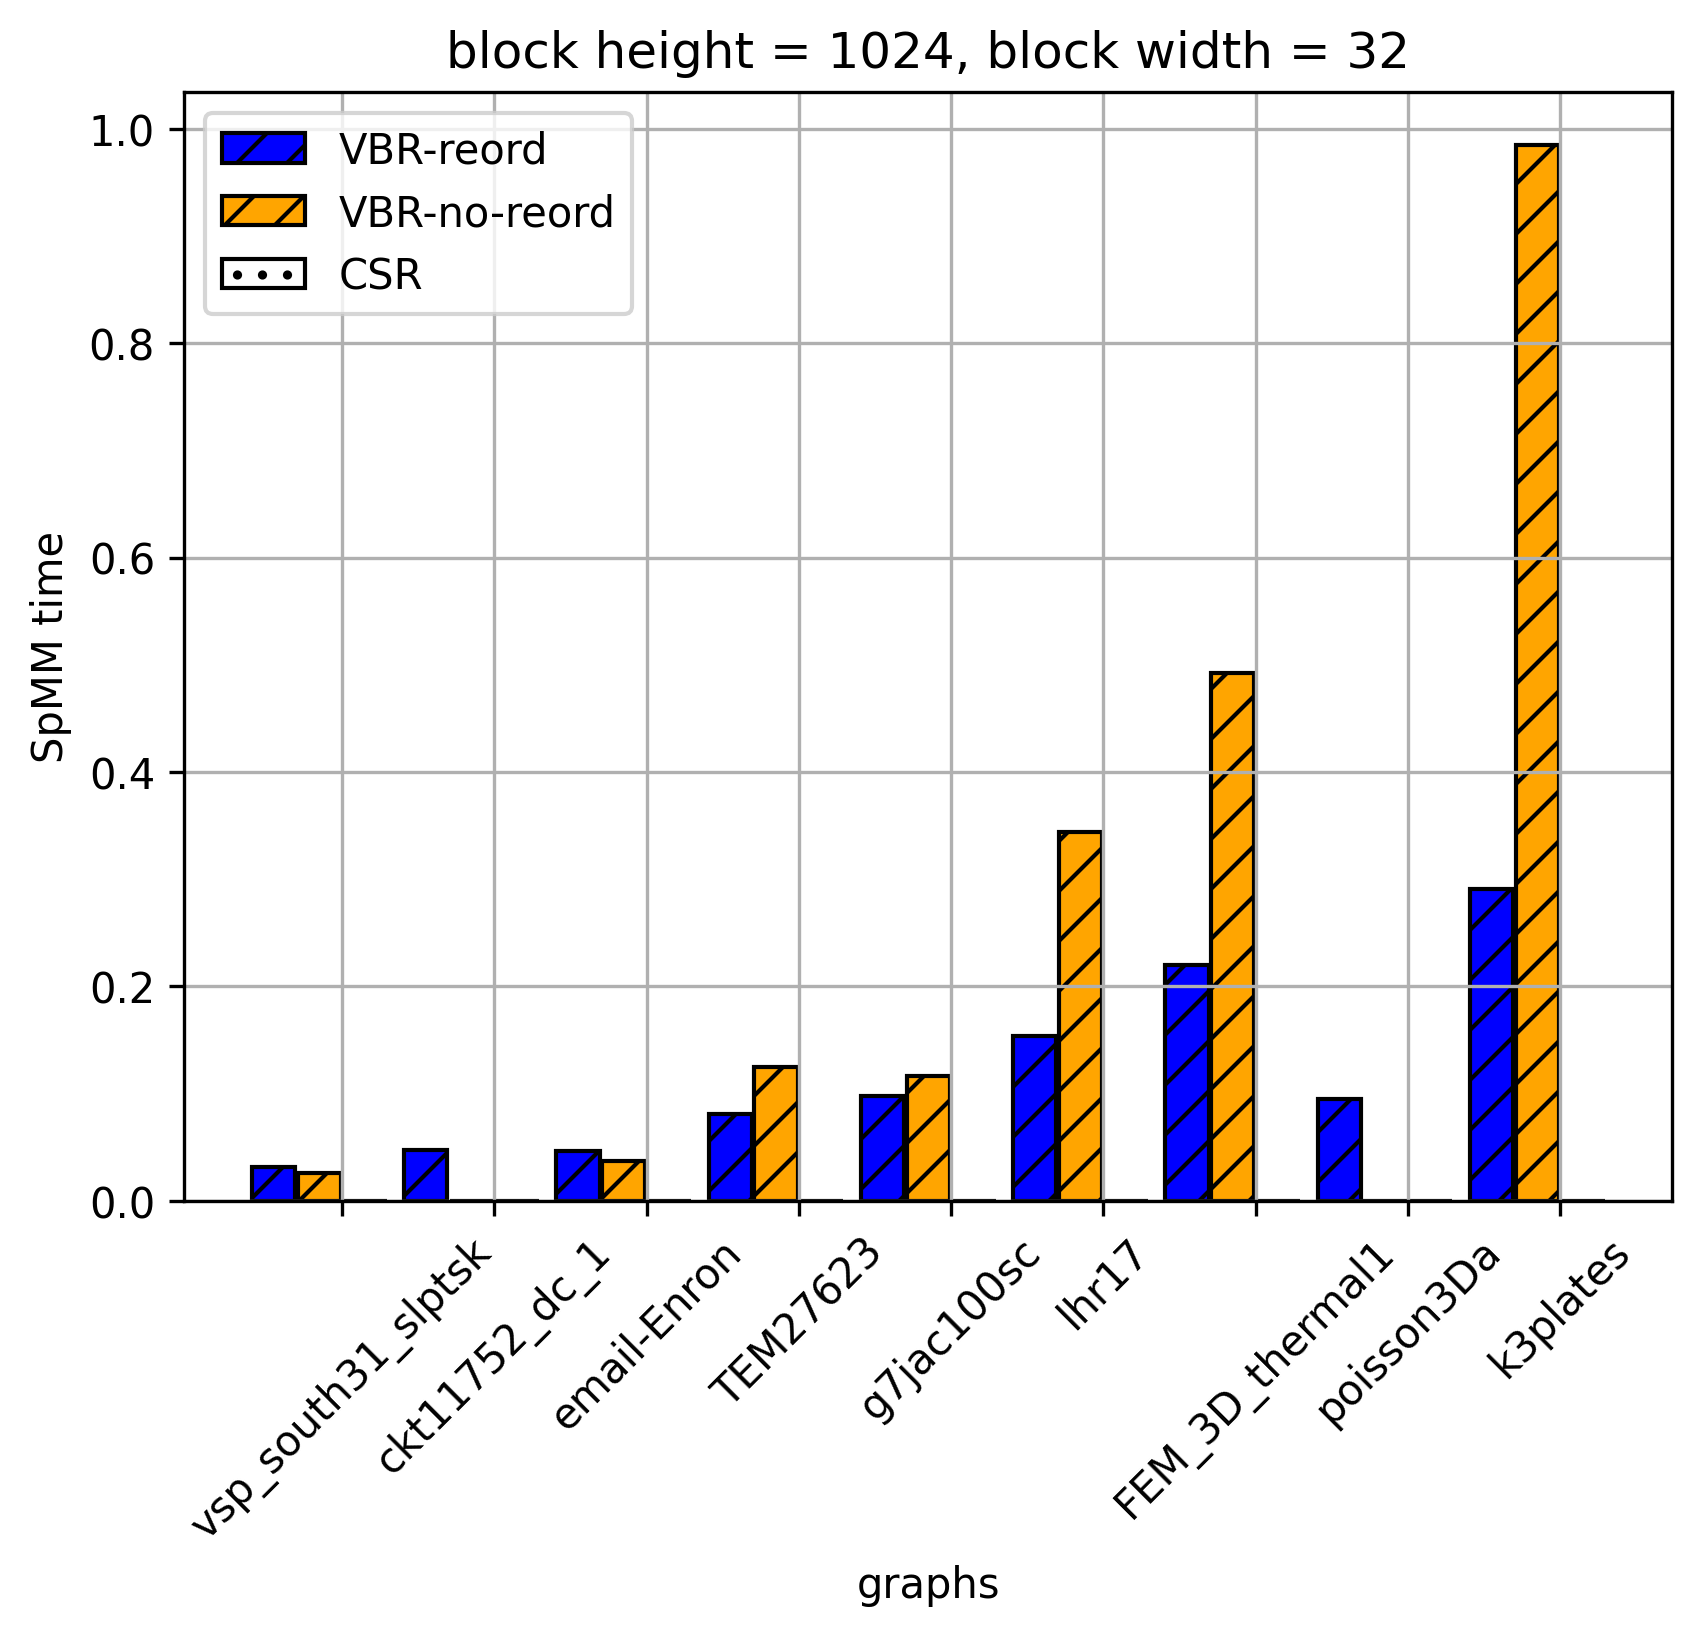 block height = 1024, block width = 32
VBR-reord
VBR-no-reord
CSR
1.0
0.8
0.6
0.4
0.2
0.0
SpMM time
vsp_south31_slptsk
ckt11752_dc_1
email-Enron
TEM27623
g7jac100sc
lhr17
FEM_3D_thermal1
poisson3Da
k3plates
graphs